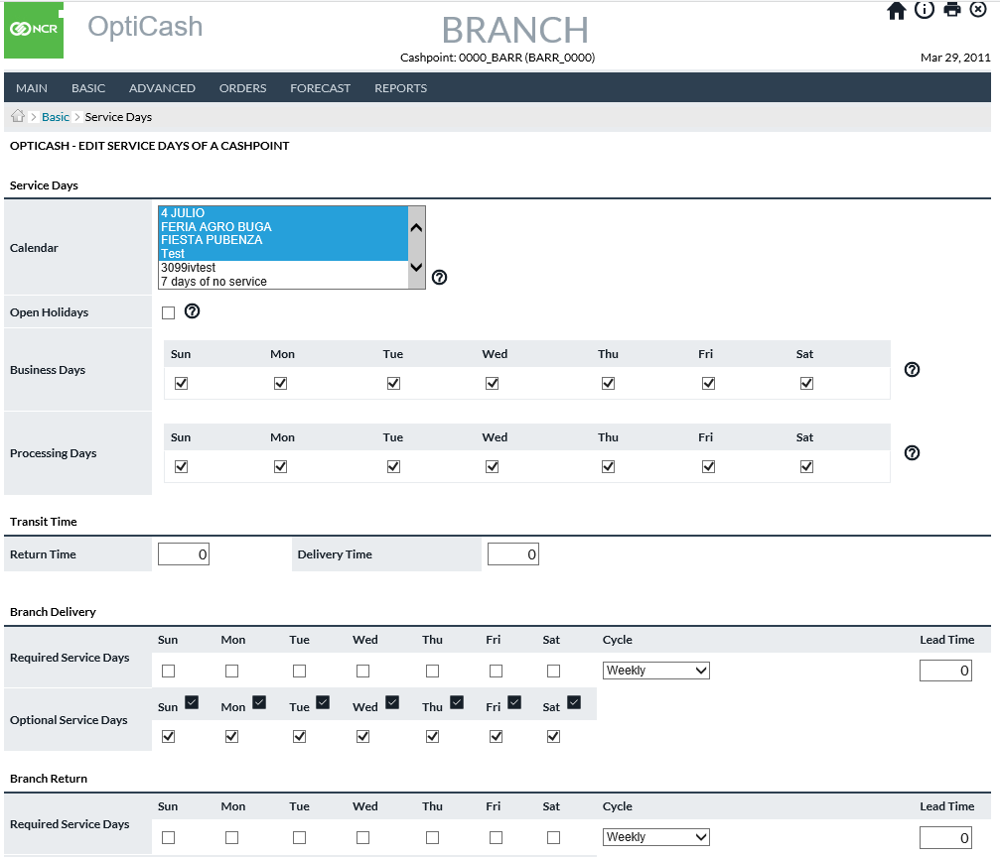 NCR
OptiCash
BRANCH
Cashpoint: 0000_BARR (BARR_0000)
Mar 29, 2011
MAIN BASIC ADVANCED ORDERS FORECAST REPORTS
> Basic > Service Days
OPTICASH - EDIT SERVICE DAYS OF A CASHPOINT
Service Days
Calendar
4 JULIO
FERIA AGRO BUGA
FIESTA PUBENZA
Test
3099ivtest
7 days of no service
Open Holidays
Business Days
Sun Mon Tue Wed Thu Fri Sat
Processing Days
Sun Mon Tue Wed Thu Fri Sat
Transit Time
Return Time 0 Delivery Time 0
Branch Delivery
Sun Mon Tue Wed Thu Fri Sat Cycle Lead Time
Required Service Days
Weekly 0
Sun Mon Tue Wed Thu Fri Sat
Optional Service Days
Branch Return
Sun Mon Tue Wed Thu Fri Sat Cycle Lead Time
Required Service Days
Weekly 0